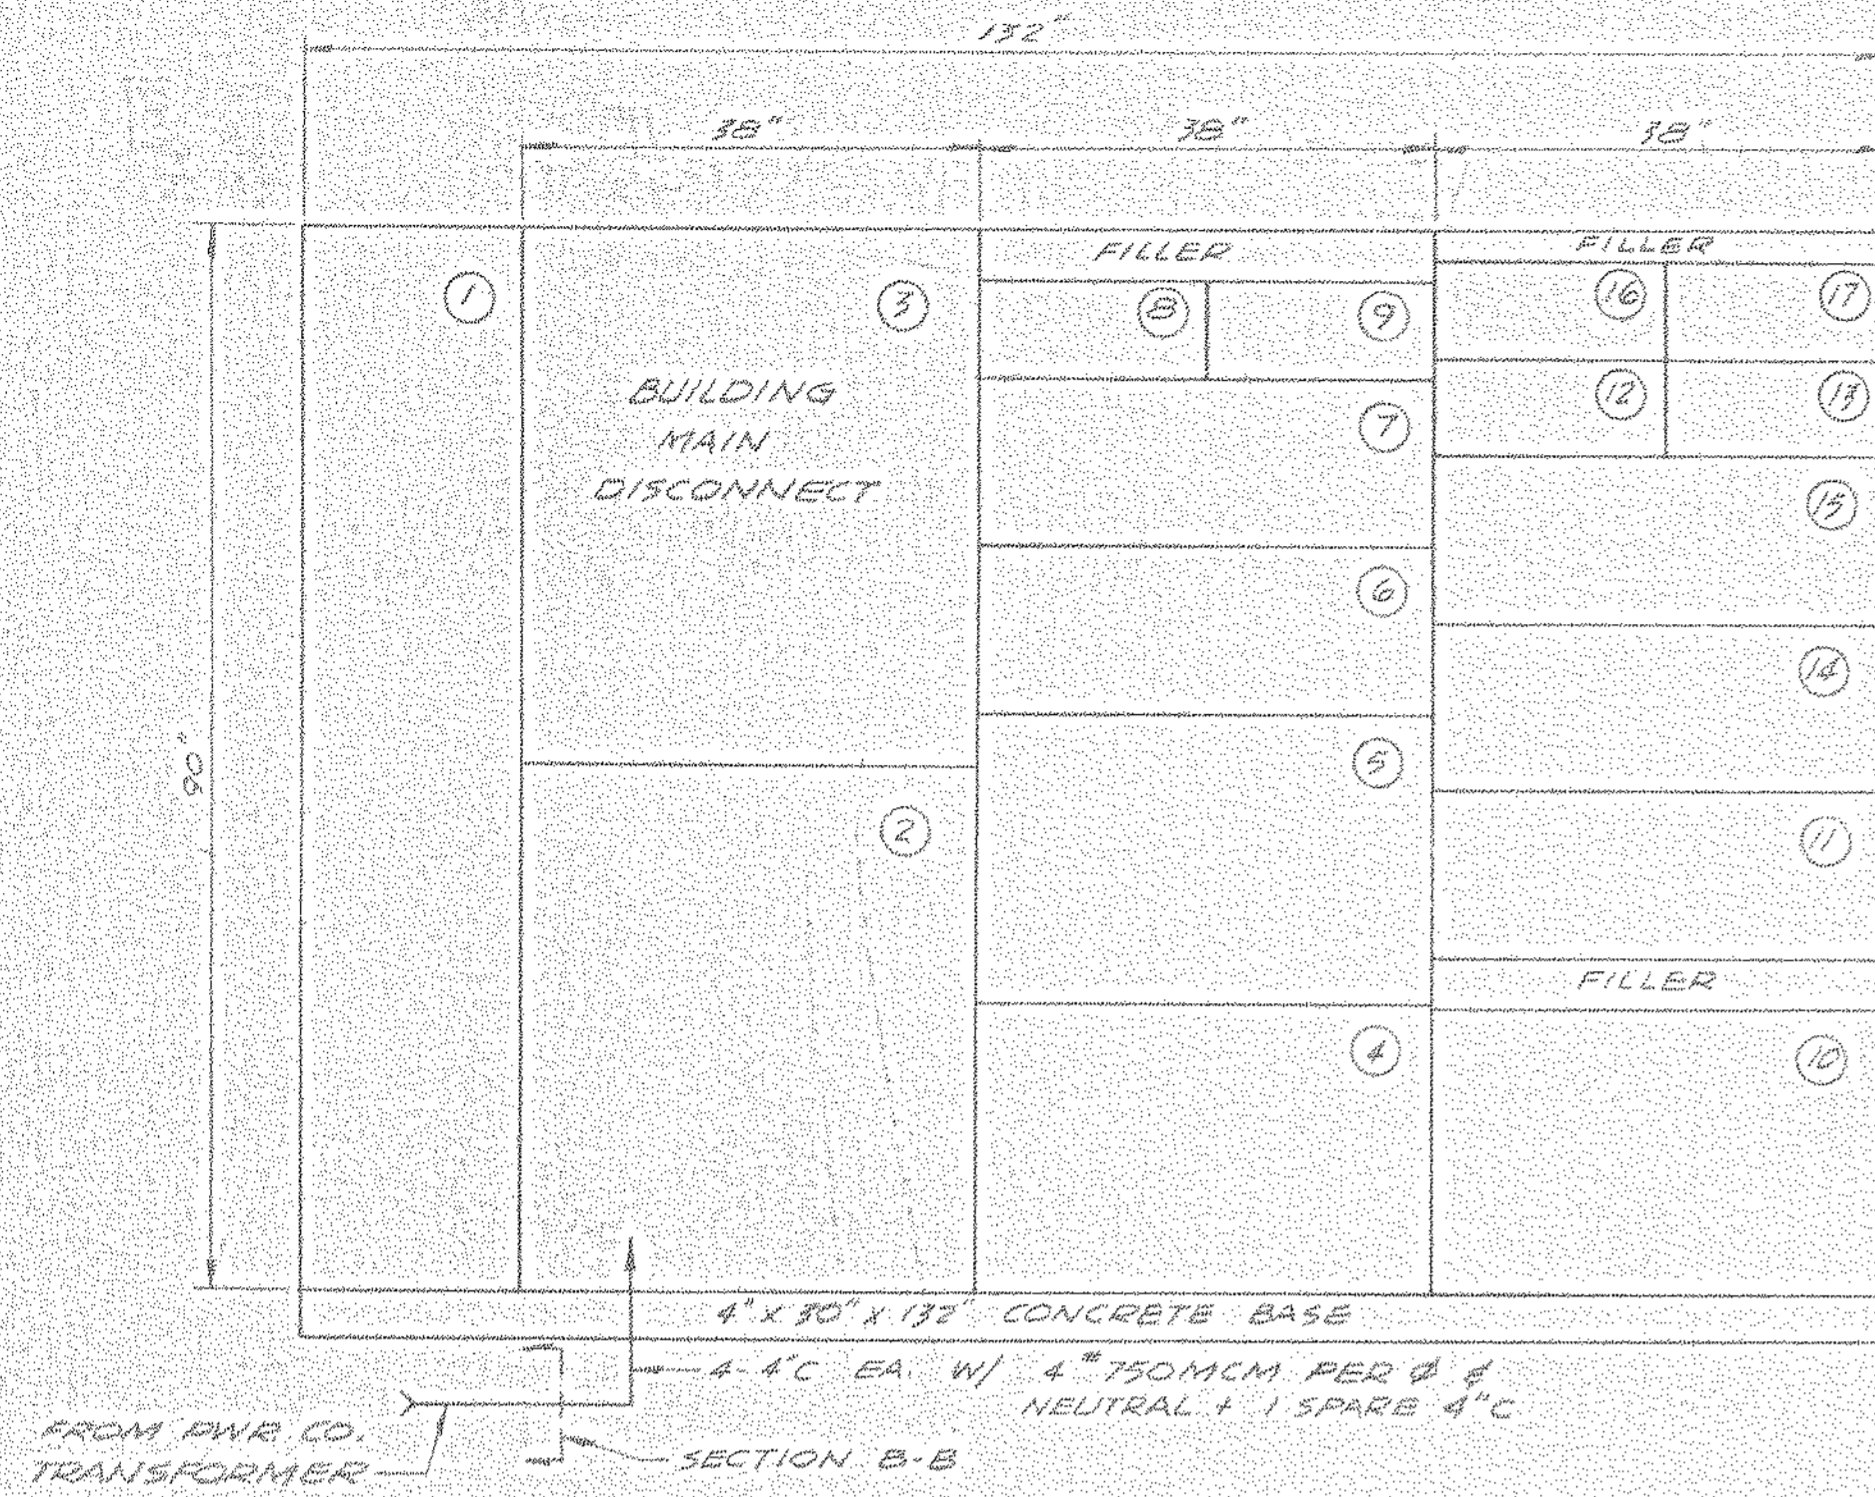 132"
38" 38" 38"
FILLER FILLER
1 3 8 9 16 17
BUILDING
MAIN
DISCONNECT
7 12 13
15
6
14
90"
5
2
11
FILLER
4 10
4" X 30" X 132" CONCRETE BASE
4-4"C EA. W/ 4 #750MCM PER Ø &
NEUTRAL + 1 SPARE 4"C
FROM PWR. CO.
TRANSFORMER
SECTION B-B